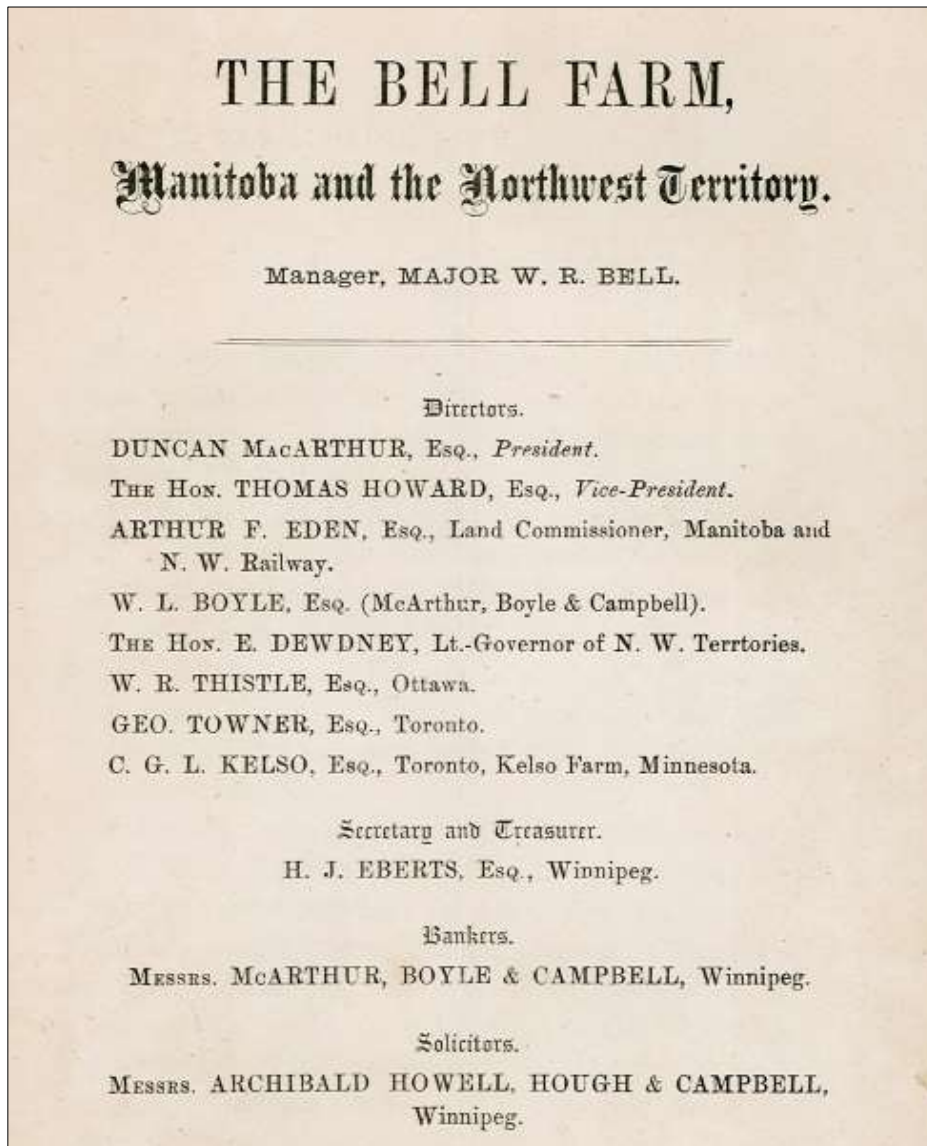 THE BELL FARM,
Manitoba and the Northwest Territory.
Manager, MAJOR W. R. BELL.
Directors.
DUNCAN MACARTHUR, Esq., President.
THE HON. THOMAS HOWARD, Esq., Vice-President.
ARTHUR F. EDEN, Esq., Land Commissioner, Manitoba and
N. W. Railway.
W. L. BOYLE, Esq. (McArthur, Boyle & Campbell).
THE HON. E. DEWDNEY, Lt.-Governor of N. W. Terrtories.
W. R. THISTLE, Esq., Ottawa.
GEO. TOWNER, Esq., Toronto.
C. G. L. KELSO, Esq., Toronto, Kelso Farm, Minnesota.
Secretary and Treasurer.
H. J. EBERTS, Esq., Winnipeg.
Bankers.
MESSRS. McARTHUR, BOYLE & CAMPBELL, Winnipeg.
Solicitors.
MESSRS. ARCHIBALD HOWELL, HOUGH & CAMPBELL,
Winnipeg.